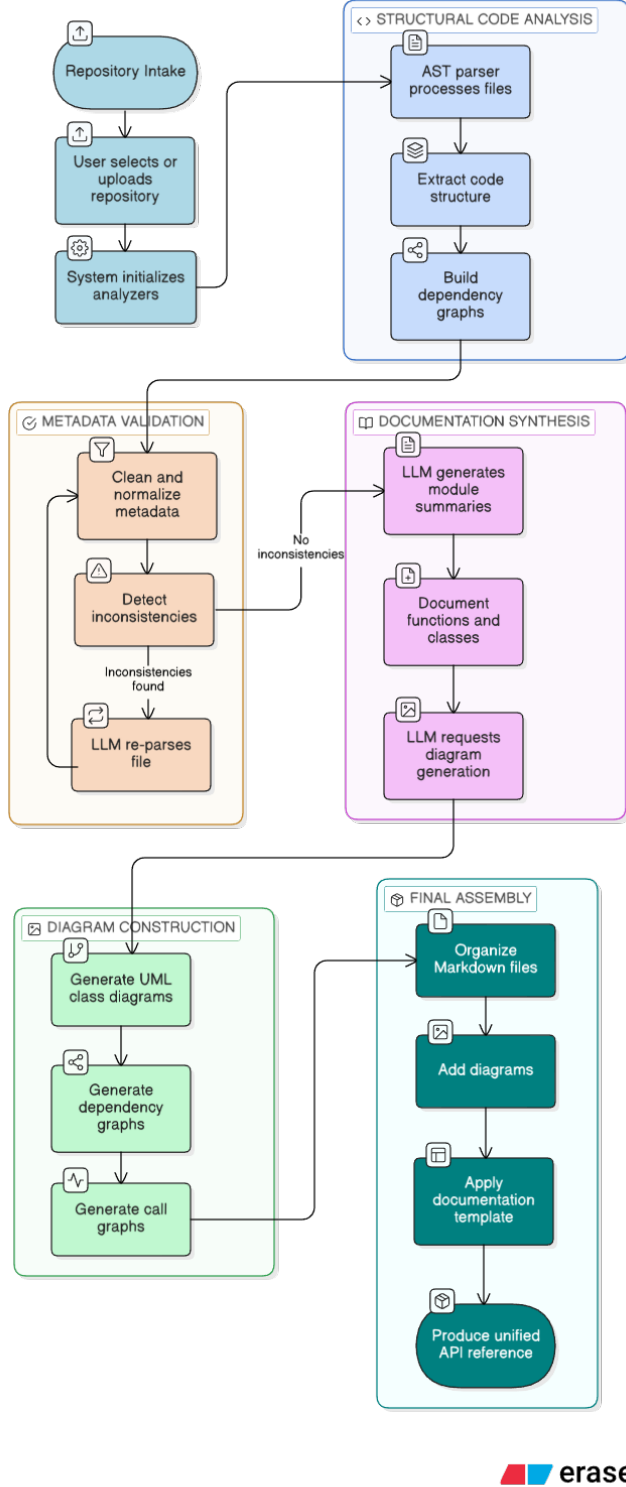 Repository Intake
User selects or
uploads
repository
System initializes
analyzers
STRUCTURAL CODE ANALYSIS
AST parser
processes files
Extract code
structure
Build
dependency
graphs
METADATA VALIDATION
Clean and
normalize
metadata
Detect
inconsistencies
Inconsistencies
found
LLM re-parses
file
No
inconsistencies
DOCUMENTATION SYNTHESIS
LLM generates
module
summaries
Document
functions and
classes
LLM requests
diagram
generation
DIAGRAM CONSTRUCTION
Generate UML
class diagrams
Generate
dependency
graphs
Generate call
graphs
FINAL ASSEMBLY
Organize
Markdown files
Add diagrams
Apply
documentation
template
Produce unified
API reference
erase